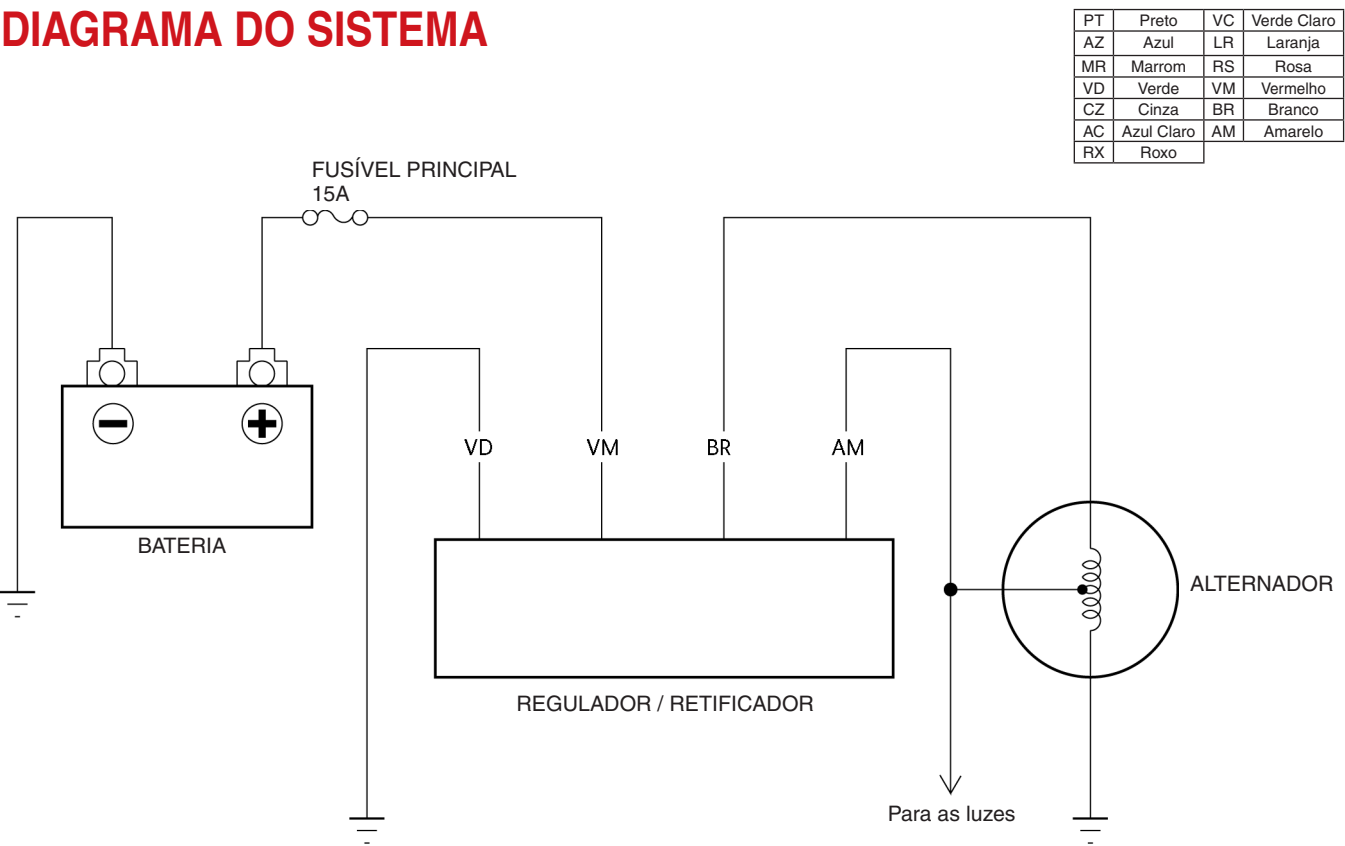 DIAGRAMA DO SISTEMA
PT Preto VC Verde Claro
AZ Azul LR Laranja
MR Marrom RS Rosa
VD Verde VM Vermelho
CZ Cinza BR Branco
AC Azul Claro AM Amarelo
RX Roxo
FUSÍVEL PRINCIPAL
15A
VD VM BR AM
BATERIA
ALTERNADOR
REGULADOR / RETIFICADOR
Para as luzes